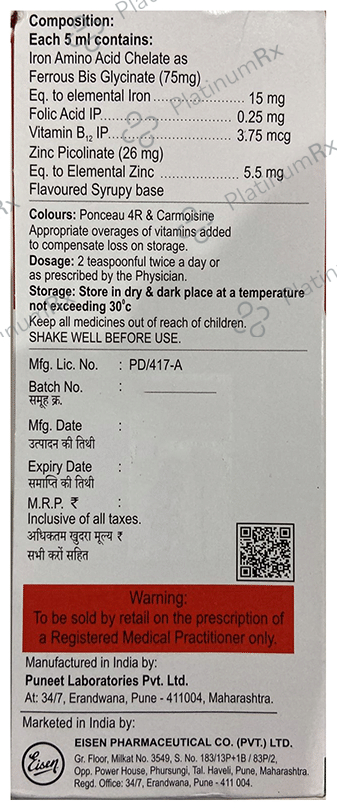 Composition:
Each 5 ml contains:
Iron Amino Acid Chelate as
Ferrous Bis Glycinate (75mg)
Eq. to elemental Iron ........................ 15 mg
Folic Acid IP................................. 0.25 mg
Vitamin B12 IP................................ 3.75 mcg
Zinc Picolinate (26 mg)
Eq. to Elemental Zinc ..................... 5.5 mg
Flavoured Syrupy base
Colours: Ponceau 4R & Carmoisine
Appropriate overages of vitamins added
to compensate loss on storage.
Dosage: 2 teaspoonful twice a day or
as prescribed by the Physician.
Storage: Store in dry & dark place at a temperature
not exceeding 30°c
Keep all medicines out of reach of children.
SHAKE WELL BEFORE USE.
Mfg. Lic. No. : PD/417-A
Batch No. :
समूह क्र.
Mfg. Date :
उत्पादन की तिथी
Expiry Date :
समाप्ति की तिथी
M.R.P. ₹ :
Inclusive of all taxes.
अधिकतम खुदरा मूल्य ₹
सभी करों सहित
Warning:
To be sold by retail on the prescription of
a Registered Medical Practitioner only.
Manufactured in India by:
Puneet Laboratories Pvt. Ltd.
At: 34/7, Erandwana, Pune - 411004, Maharashtra.
Marketed in India by:
Eisen
EISEN PHARMACEUTICAL CO. (PVT.) LTD.
Gr. Floor, Milkat No. 3549, S. No. 183/13P+1B / 83P/2,
Opp. Power House, Phursungi, Tal. Haveli, Pune, Maharashtra.
Regd. Office: 34/7, Erandwana, Pune - 411 004.
PlatinumRx
PlatinumRx
PlatinumRx